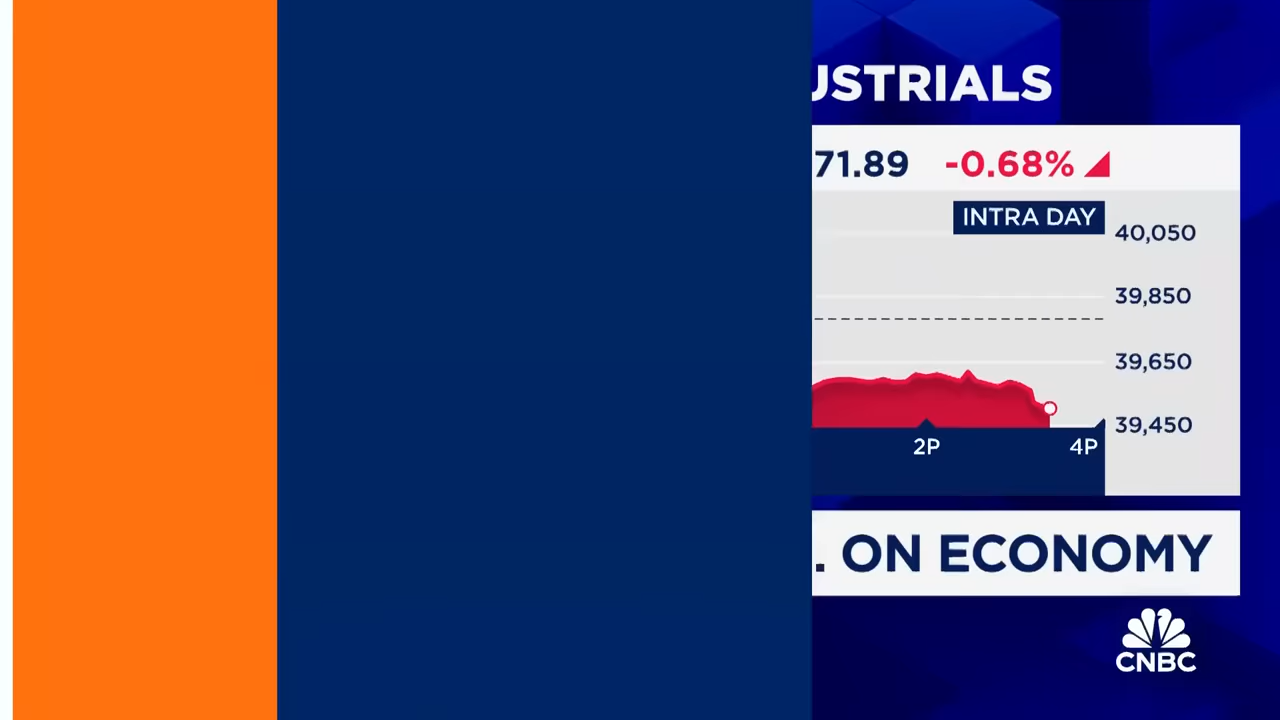 USTRIALS
71.89 -0.68%
INTRA DAY
40,050
39,850
39,650
39,450
2P 4P
. ON ECONOMY
CNBC